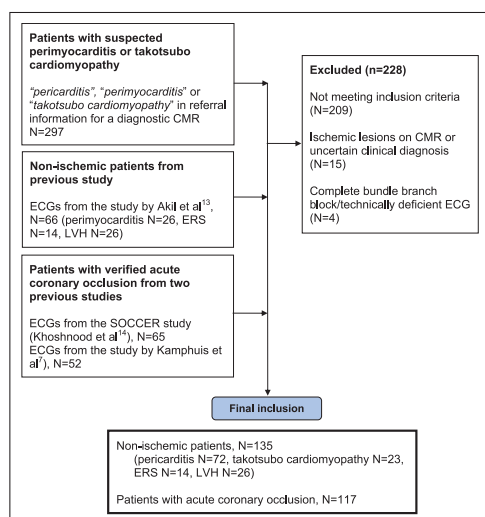 Patients with suspected
perimyocarditis or takotsubo
cardiomyopathy
"pericarditis", "perimyocarditis" or
"takotsubo cardiomyopathy" in referral
information for a diagnostic CMR
N=297
Non-ischemic patients from
previous study
ECGs from the study by Akil et al13,
N=66 (perimyocarditis N=26, ERS
N=14, LVH N=26)
Patients with verified acute
coronary occlusion from two
previous studies
ECGs from the SOCCER study
(Khoshnood et al14), N=65
ECGs from the study by Kamphuis et
al7), N=52
Excluded (n=228)
Not meeting inclusion criteria
(N=209)
Ischemic lesions on CMR or
uncertain clinical diagnosis
(N=15)
Complete bundle branch
block/technically deficient ECG
(N=4)
Final inclusion
Non-ischemic patients, N=135
(pericarditis N=72, takotsubo cardiomyopathy N=23,
ERS N=14, LVH N=26)
Patients with acute coronary occlusion, N=117